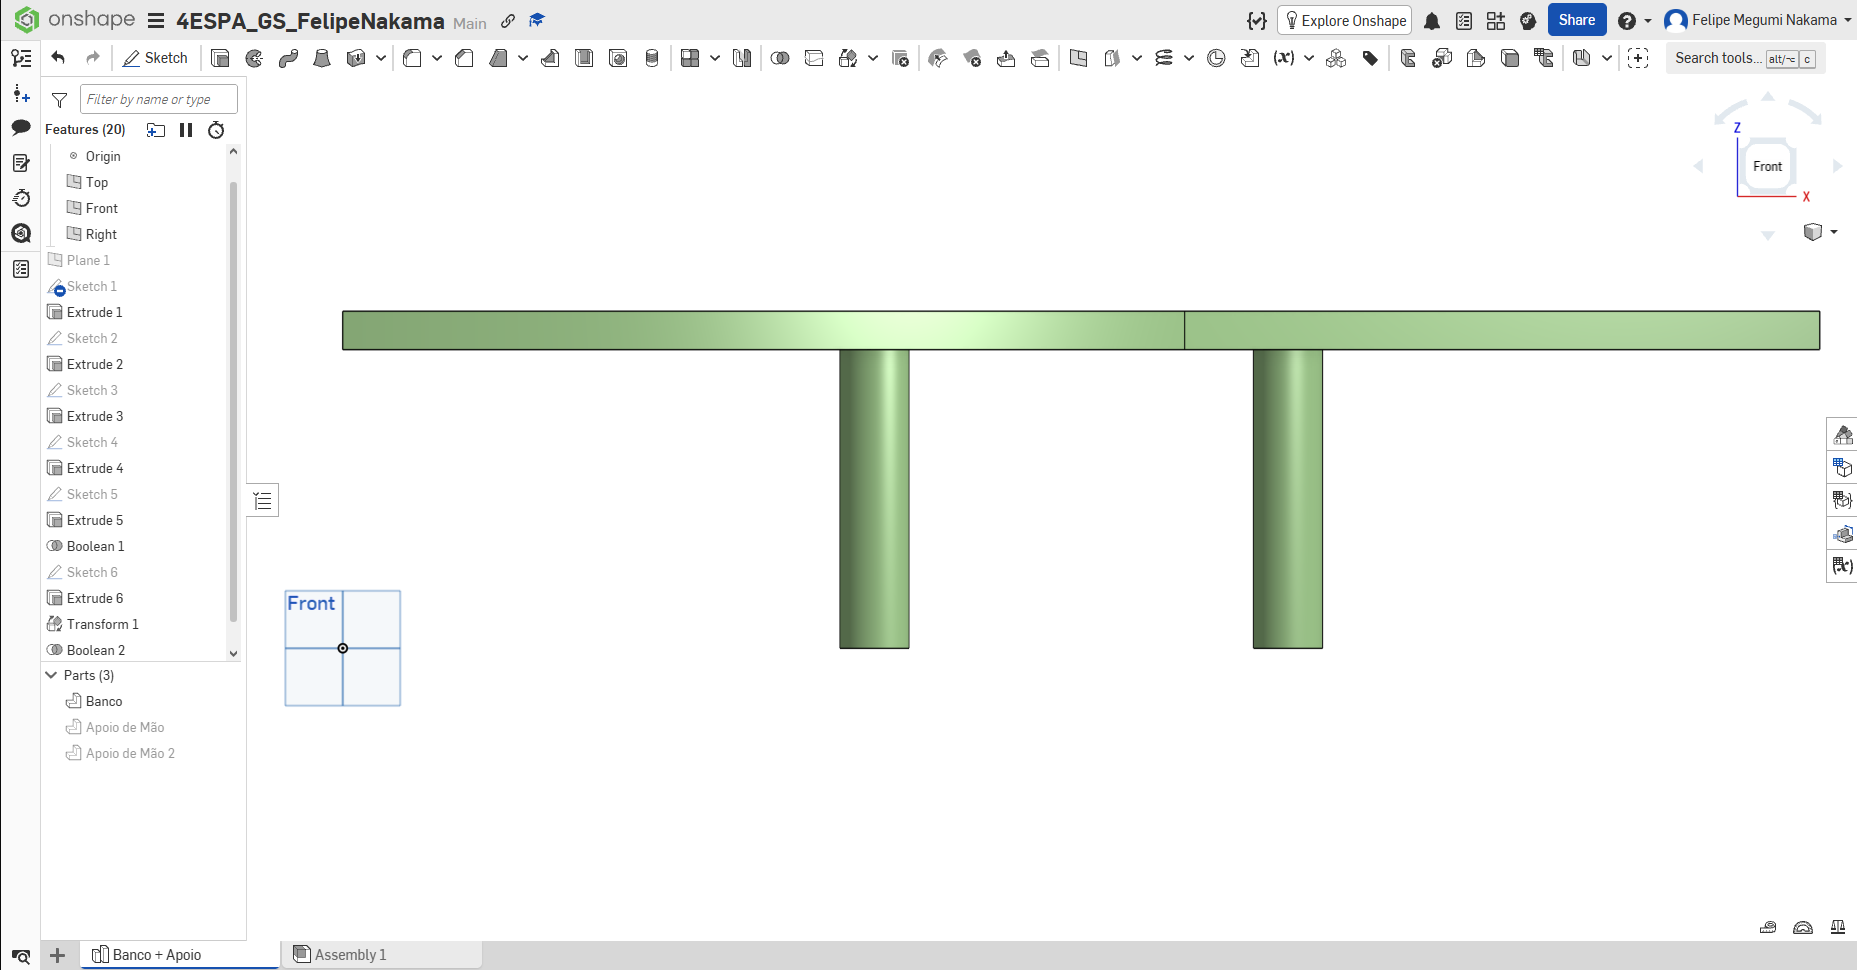 onshape 4ESPA_GS_FelipeNakama Main Explore Onshape Share Felipe Megumi Nakama
Sketch Search tools... alt/⌥ c
Filter by name or type
Features (20)
Origin
Top
Front
Right
Plane 1
Sketch 1
Extrude 1
Sketch 2
Extrude 2
Sketch 3
Extrude 3
Sketch 4
Extrude 4
Sketch 5
Extrude 5
Boolean 1
Sketch 6
Extrude 6
Transform 1
Boolean 2
Parts (3)
Banco
Apoio de Mão
Apoio de Mão 2
Z
Front
X
Front
Banco + Apoio Assembly 1